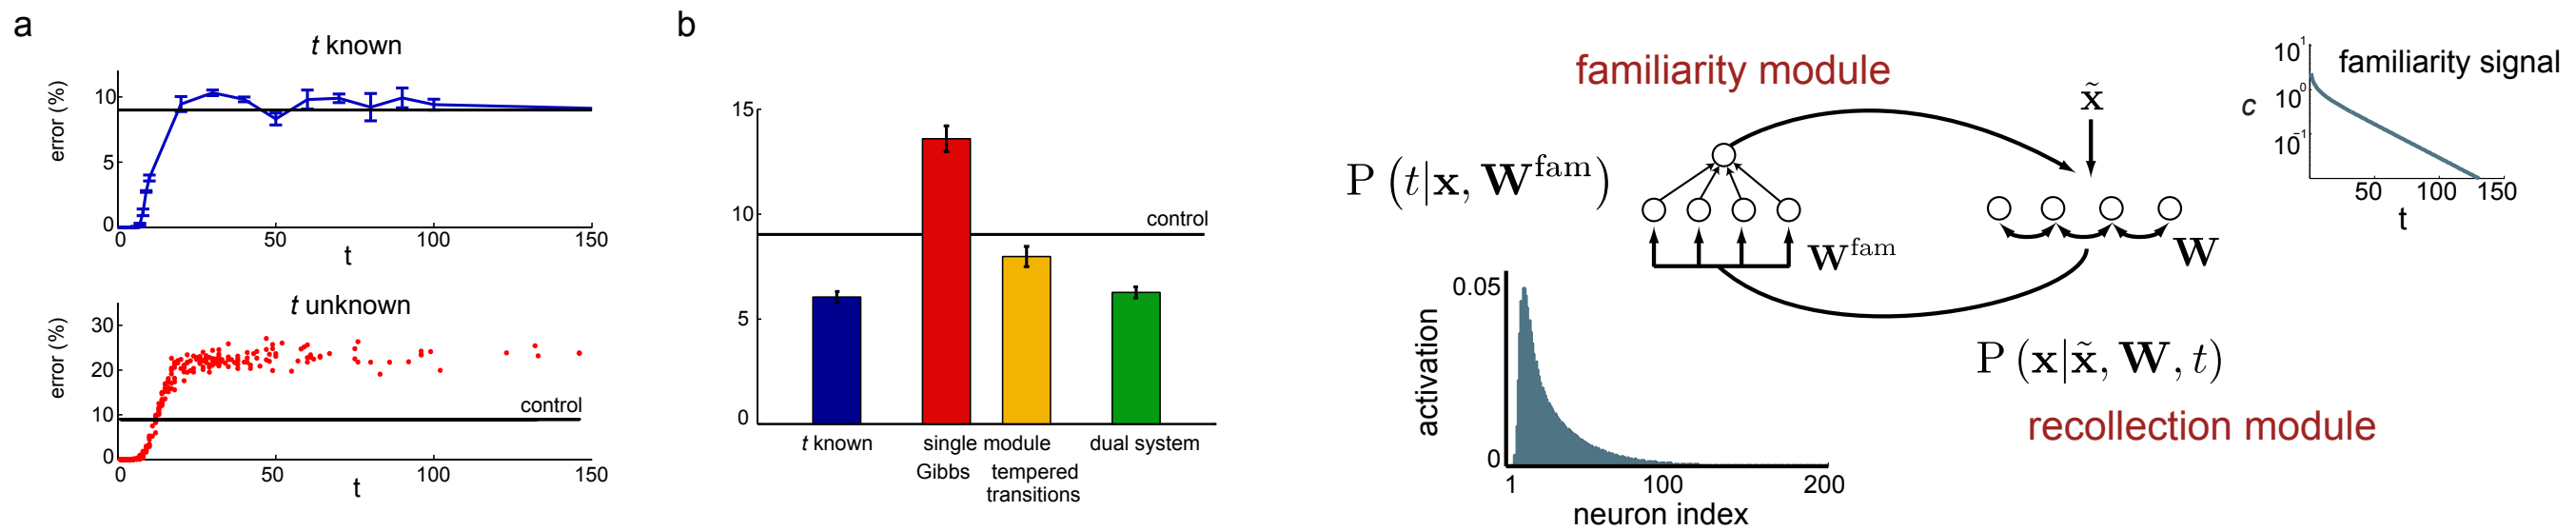 a
t known
error (%)
10
5
0
0 50 100 150
t
t unknown
error (%)
30
20
10
0
control
0 50 100 150
t
b
15
10
5
0
control
t known
single module
dual system
Gibbs
tempered
transitions
familiarity module
P (t|x, W^fam)
W^fam
x̃
W
P (x|x̃, W, t)
recollection module
familiarity signal
c
10^1
10^0
10^-1
50 100 150
t
activation
0.05
0
1 100 200
neuron index